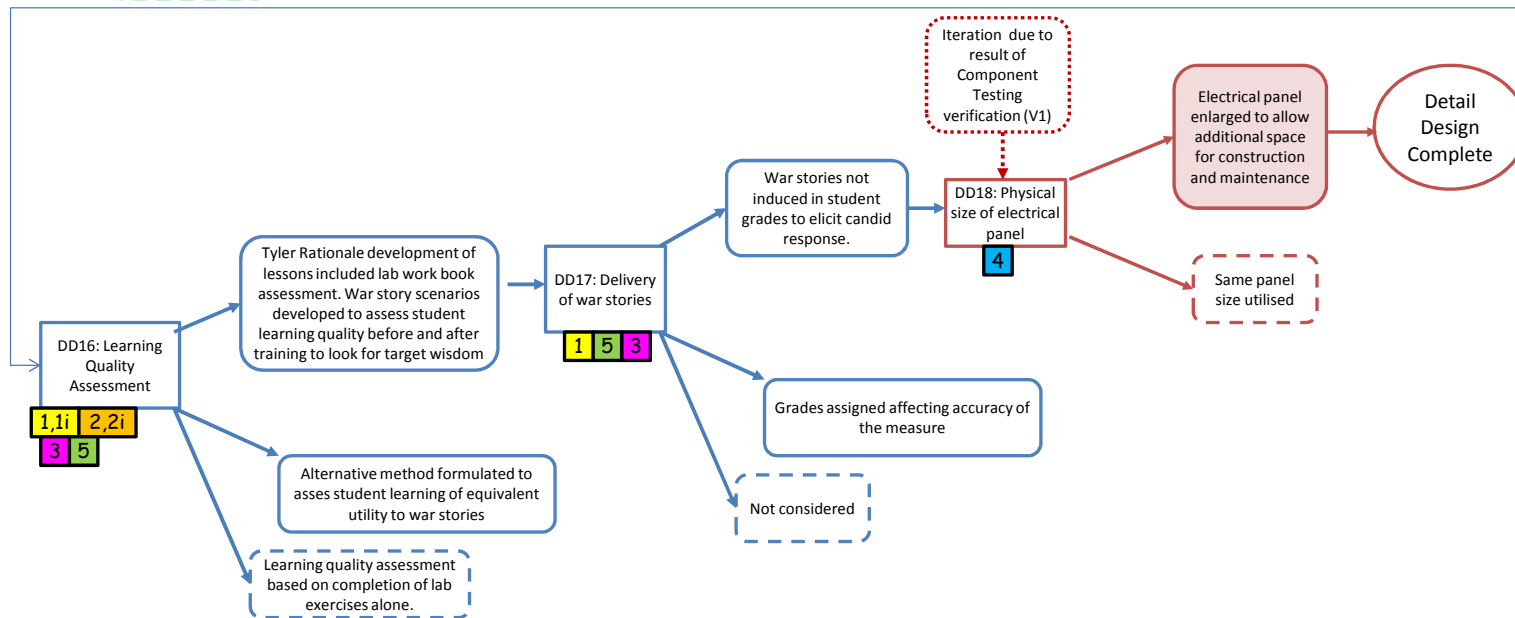 Iteration due to
result of
Component
Testing
verification (V1)
Electrical panel
enlarged to allow
additional space
for construction
and maintenance
Detail
Design
Complete
War stories not
induced in student
grades to elicit candid
response.
DD18: Physical
size of electrical
panel
4
Same panel
size utilised
Tyler Rationale development of
lessons included lab work book
assessment. War story scenarios
developed to assess student
learning quality before and after
training to look for target wisdom
DD17: Delivery
of war stories
1 5 3
DD16: Learning
Quality
Assessment
1,1i 2,2i
3 5
Grades assigned affecting accuracy of
the measure
Alternative method formulated to
asses student learning of equivalent
utility to war stories
Not considered
Learning quality assessment
based on completion of lab
exercises alone.